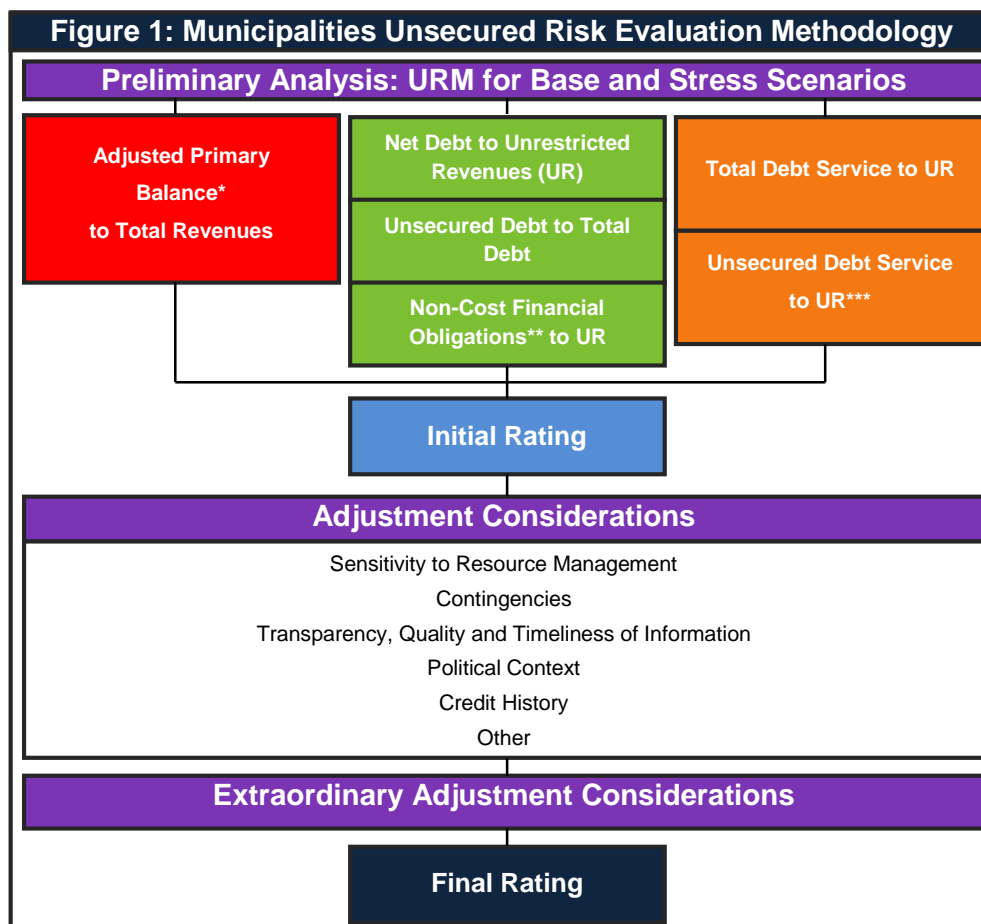 Figure 1: Municipalities Unsecured Risk Evaluation Methodology
Preliminary Analysis: URM for Base and Stress Scenarios
Adjusted Primary
Balance*
to Total Revenues
Net Debt to Unrestricted
Revenues (UR)
Unsecured Debt to Total
Debt
Non-Cost Financial
Obligations** to UR
Total Debt Service to UR
Unsecured Debt Service
to UR***
Initial Rating
Adjustment Considerations
Sensitivity to Resource Management
Contingencies
Transparency, Quality and Timeliness of Information
Political Context
Credit History
Other
Extraordinary Adjustment Considerations
Final Rating